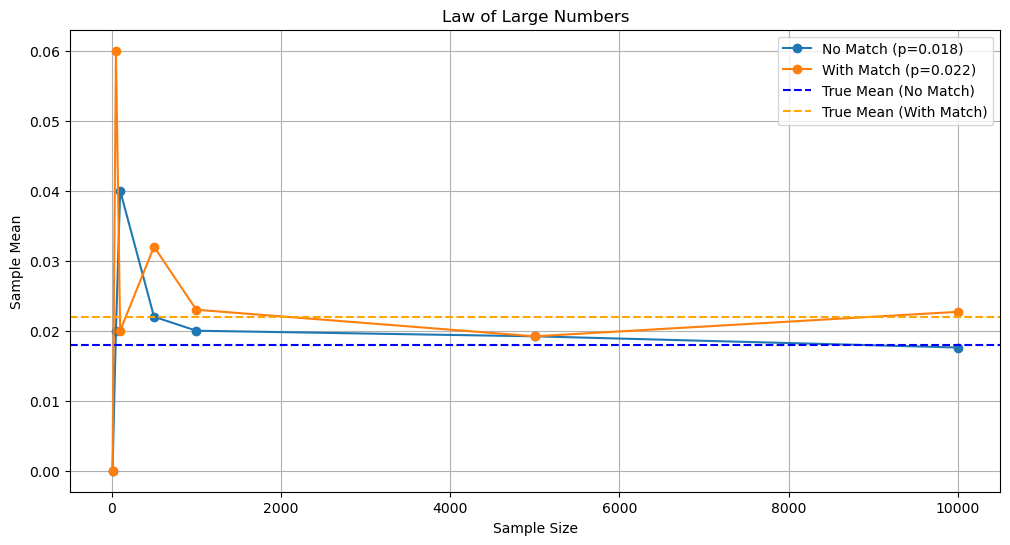 Law of Large Numbers
No Match (p=0.018)
With Match (p=0.022)
True Mean (No Match)
True Mean (With Match)
Sample Mean
0.06
0.05
0.04
0.03
0.02
0.01
0.00
0
2000
4000
6000
8000
10000
Sample Size